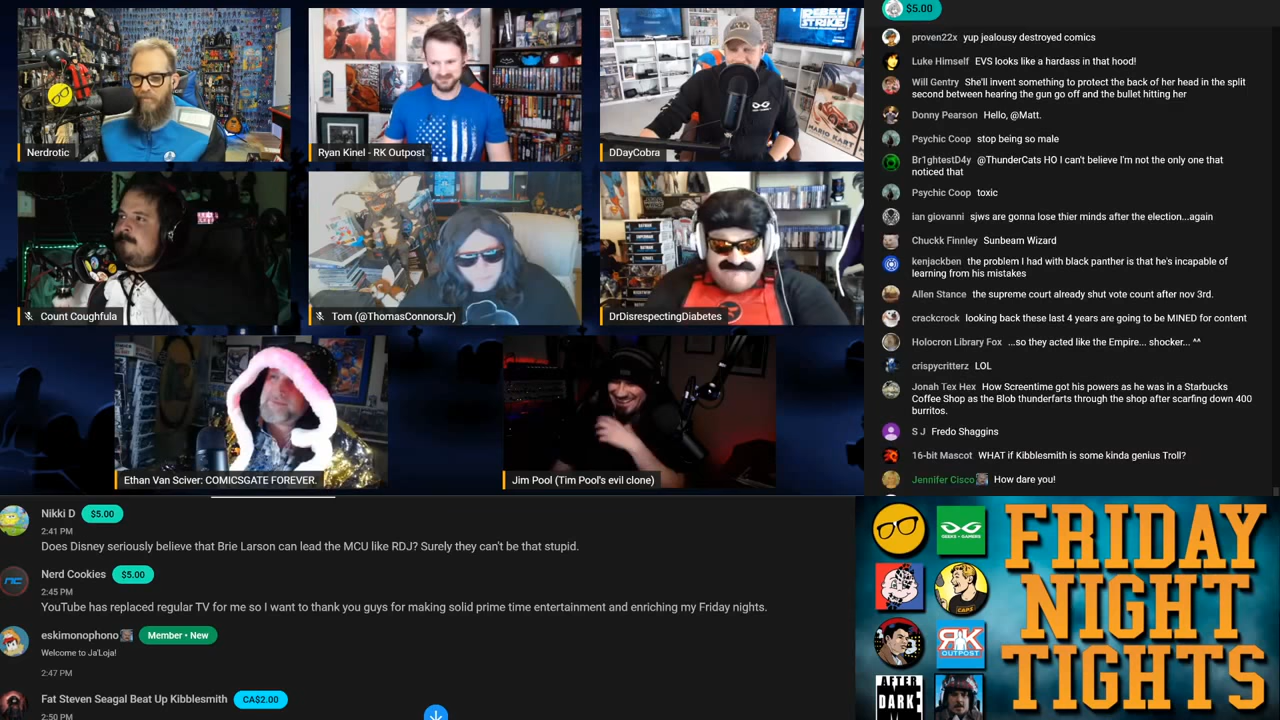 Nerdrotic
Ryan Kinel - RK Outpost
DDayCobra
REBEL
STRIKE
MARIO KART
Count Coughfula
Tom (@ThomasConnorsJr)
DrDisrespectingDiabetes
Ethan Van Sciver: COMICSGATE FOREVER.
Jim Pool (Tim Pool's evil clone)
$5.00
proven22x yup jealousy destroyed comics
Luke Himself EVS looks like a hardass in that hood!
Will Gentry She'll invent something to protect the back of her head in the split
second between hearing the gun go off and the bullet hitting her
Donny Pearson Hello, @Matt.
Psychic Coop stop being so male
Br1ghtestD4y @ThunderCats HO I can't believe I'm not the only one that
noticed that
Psychic Coop toxic
ian giovanni sjws are gonna lose thier minds after the election...again
Chuckk Finnley Sunbeam Wizard
kenjackben the problem I had with black panther is that he's incapable of
learning from his mistakes
Allen Stance the supreme court already shut vote count after nov 3rd.
crackcrock looking back these last 4 years are going to be MINED for content
Holocron Library Fox ...so they acted like the Empire... shocker... ^^
crispycritterz LOL
Jonah Tex Hex How Screentime got his powers as he was in a Starbucks
Coffee Shop as the Blob thunderfarts through the shop after scarfing down 400
burritos.
S J Fredo Shaggins
16-bit Mascot WHAT if Kibblesmith is some kinda genius Troll?
Jennifer Cisco How dare you!
Nikki D $5.00
2:41 PM
Does Disney seriously believe that Brie Larson can lead the MCU like RDJ? Surely they can't be that stupid.
Nerd Cookies $5.00
2:45 PM
YouTube has replaced regular TV for me so I want to thank you guys for making solid prime time entertainment and enriching my Friday nights.
eskimonophono Member • New
Welcome to Ja'Loja!
2:47 PM
Fat Steven Seagal Beat Up Kibblesmith CA$2.00
2:50 PM
GEEKS + GAMERS
CAPS
RK
OUTPOST
AFTER
DARK
FRIDAY
NIGHT
TIGHTS